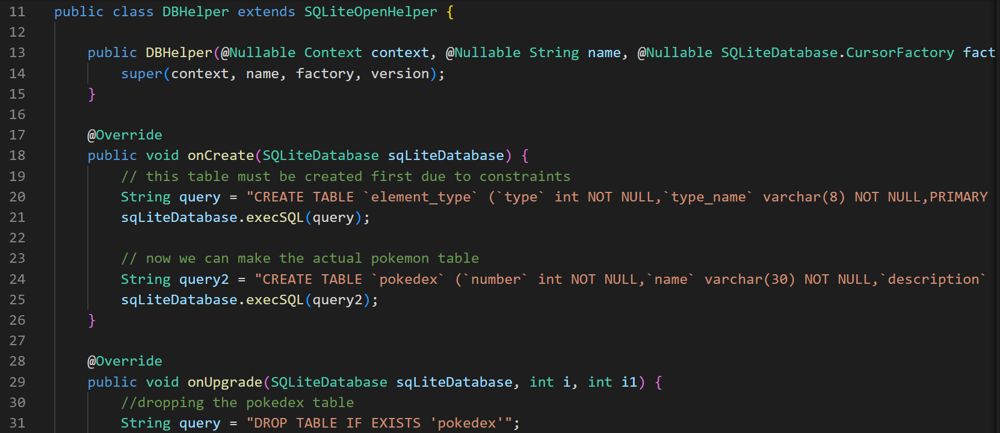 11 public class DBHelper extends SQLiteOpenHelper {
12
13 public DBHelper(@Nullable Context context, @Nullable String name, @Nullable SQLiteDatabase.CursorFactory fact
14 super(context, name, factory, version);
15 }
16
17 @Override
18 public void onCreate(SQLiteDatabase sqLiteDatabase) {
19 // this table must be created first due to constraints
20 String query = "CREATE TABLE `element_type` (`type` int NOT NULL,`type_name` varchar(8) NOT NULL,PRIMARY
21 sqLiteDatabase.execSQL(query);
22
23 // now we can make the actual pokemon table
24 String query2 = "CREATE TABLE `pokedex` (`number` int NOT NULL,`name` varchar(30) NOT NULL,`description`
25 sqLiteDatabase.execSQL(query2);
26 }
27
28 @Override
29 public void onUpgrade(SQLiteDatabase sqLiteDatabase, int i, int i1) {
30 //dropping the pokedex table
31 String query = "DROP TABLE IF EXISTS 'pokedex'";